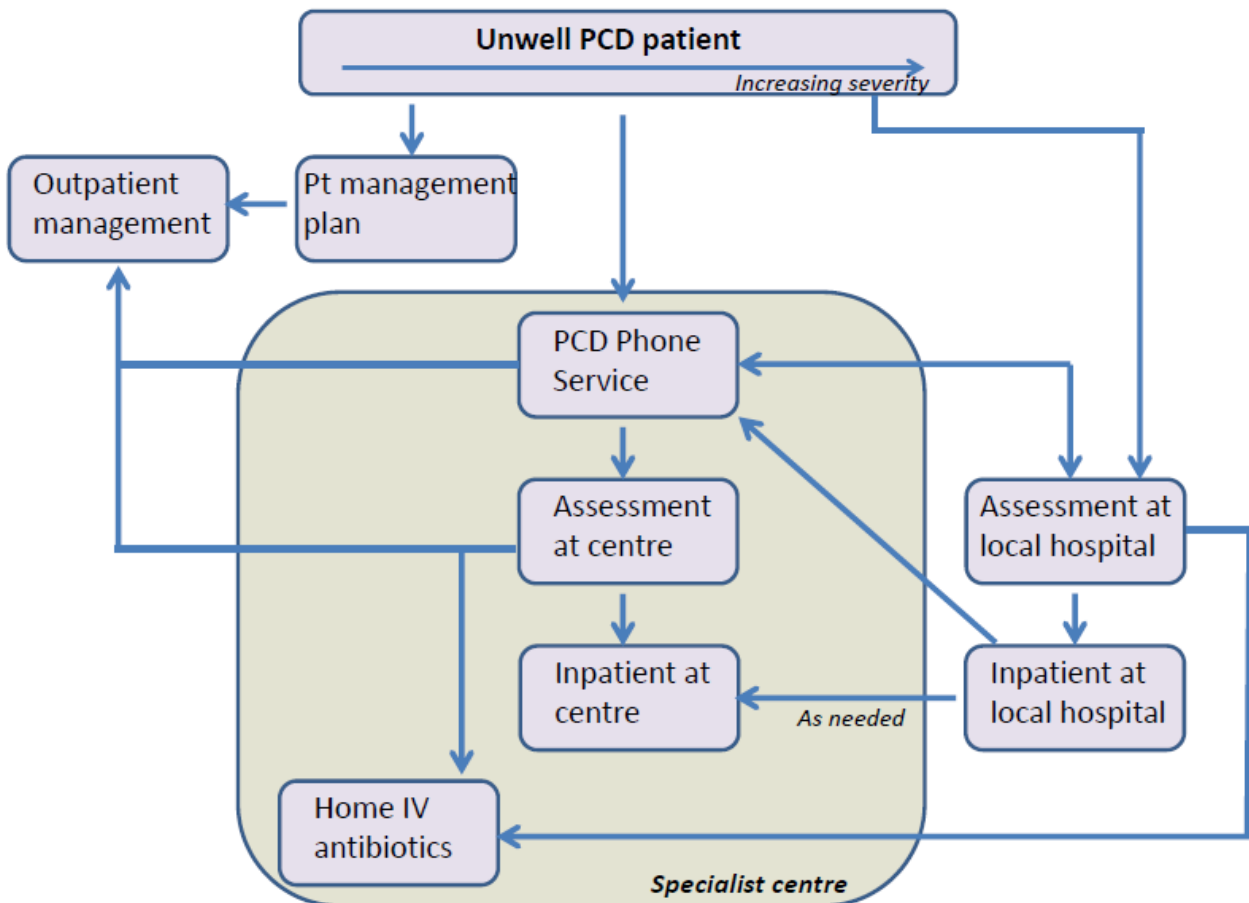 Unwell PCD patient
Increasing severity
Outpatient
management
Pt management
plan
PCD Phone
Service
Assessment
at centre
Assessment at
local hospital
Inpatient at
centre
As needed
Inpatient at
local hospital
Home IV
antibiotics
Specialist centre